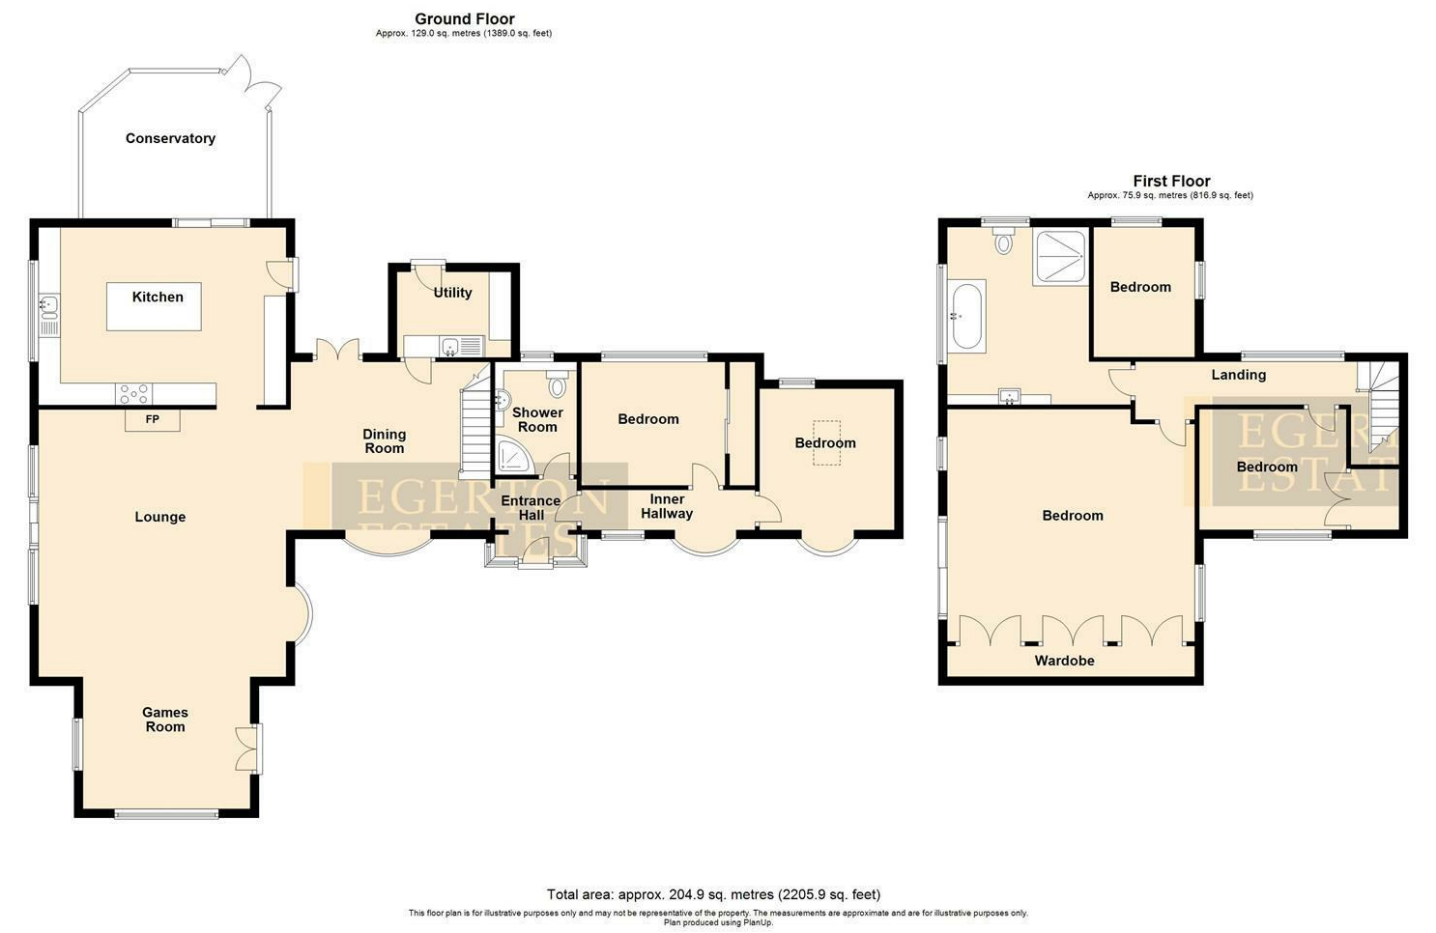 Ground Floor
Approx. 129.0 sq. metres (1389.0 sq. feet)
Conservatory
Kitchen
Utility
FP
Dining
Room
Shower
Room
Bedroom
Bedroom
Lounge
Entrance
Hall
Inner
Hallway
EGERTON
ESTATES
Games
Room
First Floor
Approx. 75.9 sq. metres (816.9 sq. feet)
Bedroom
Landing
Bedroom
Bedroom
EGERT
ESTAT
Wardobe
Total area: approx. 204.9 sq. metres (2205.9 sq. feet)
This floor plan is for illustrative purposes only and may not be representative of the property. The measurements are approximate and are for illustrative purposes only.
Plan produced using PlanUp.